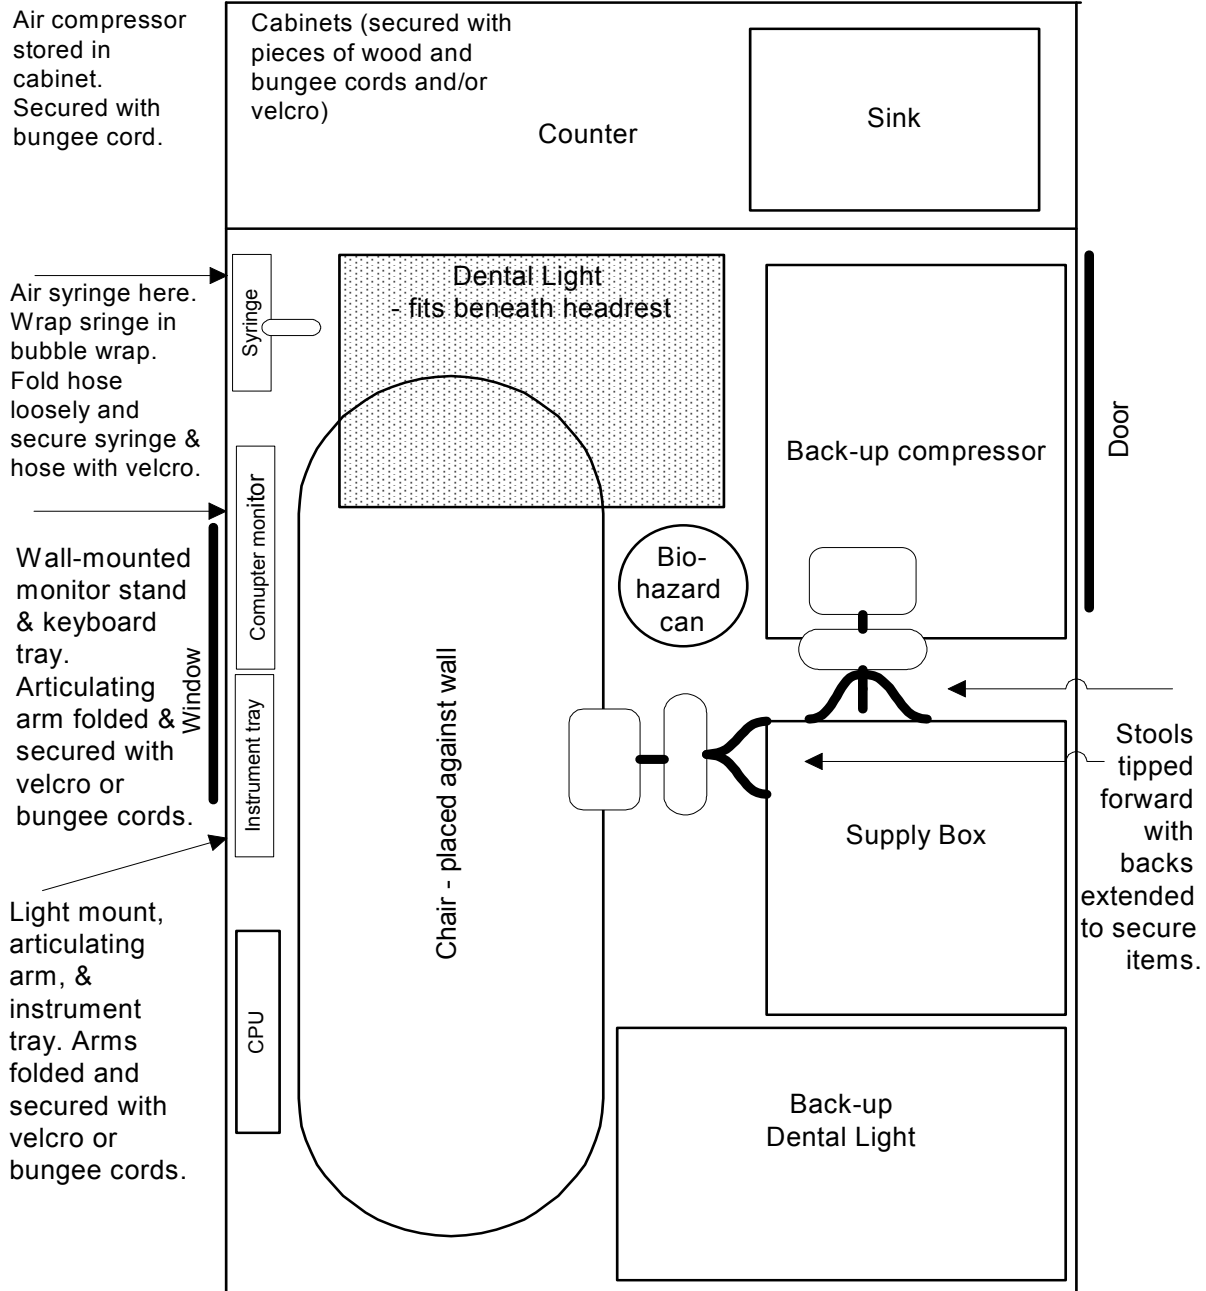 Air compressor
stored in
cabinet.
Secured with
bungee cord.
Cabinets (secured with
pieces of wood and
bungee cords and/or
velcro)
Counter
Sink
Air syringe here.
Wrap sringe in
bubble wrap.
Fold hose
loosely and
secure syringe &
hose with velcro.
Syringe
Dental Light
- fits beneath headrest
Back-up compressor
Door
Comupter monitor
Bio-
hazard
can
Wall-mounted
monitor stand
& keyboard
tray.
Articulating
arm folded &
secured with
velcro or
bungee cords.
Window
Instrument tray
Chair - placed against wall
Stools
tipped
forward
with
backs
extended
to secure
items.
Supply Box
Light mount,
articulating
arm, &
instrument
tray. Arms
folded and
secured with
velcro or
bungee cords.
CPU
Back-up
Dental Light